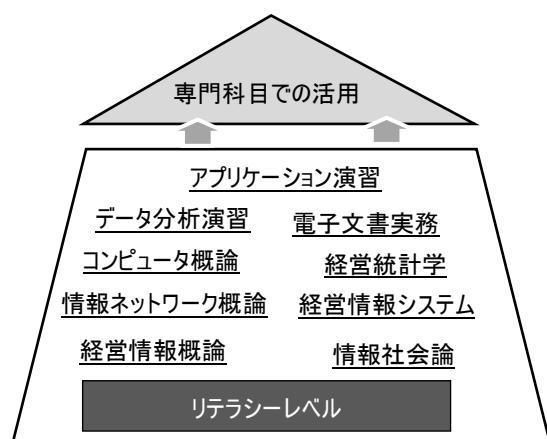 専門科目での活用
アプリケーション演習
データ分析演習
電子文書実務
コンピュータ概論
経営統計学
情報ネットワーク概論
経営情報システム
経営情報概論
情報社会論
リテラシーレベル